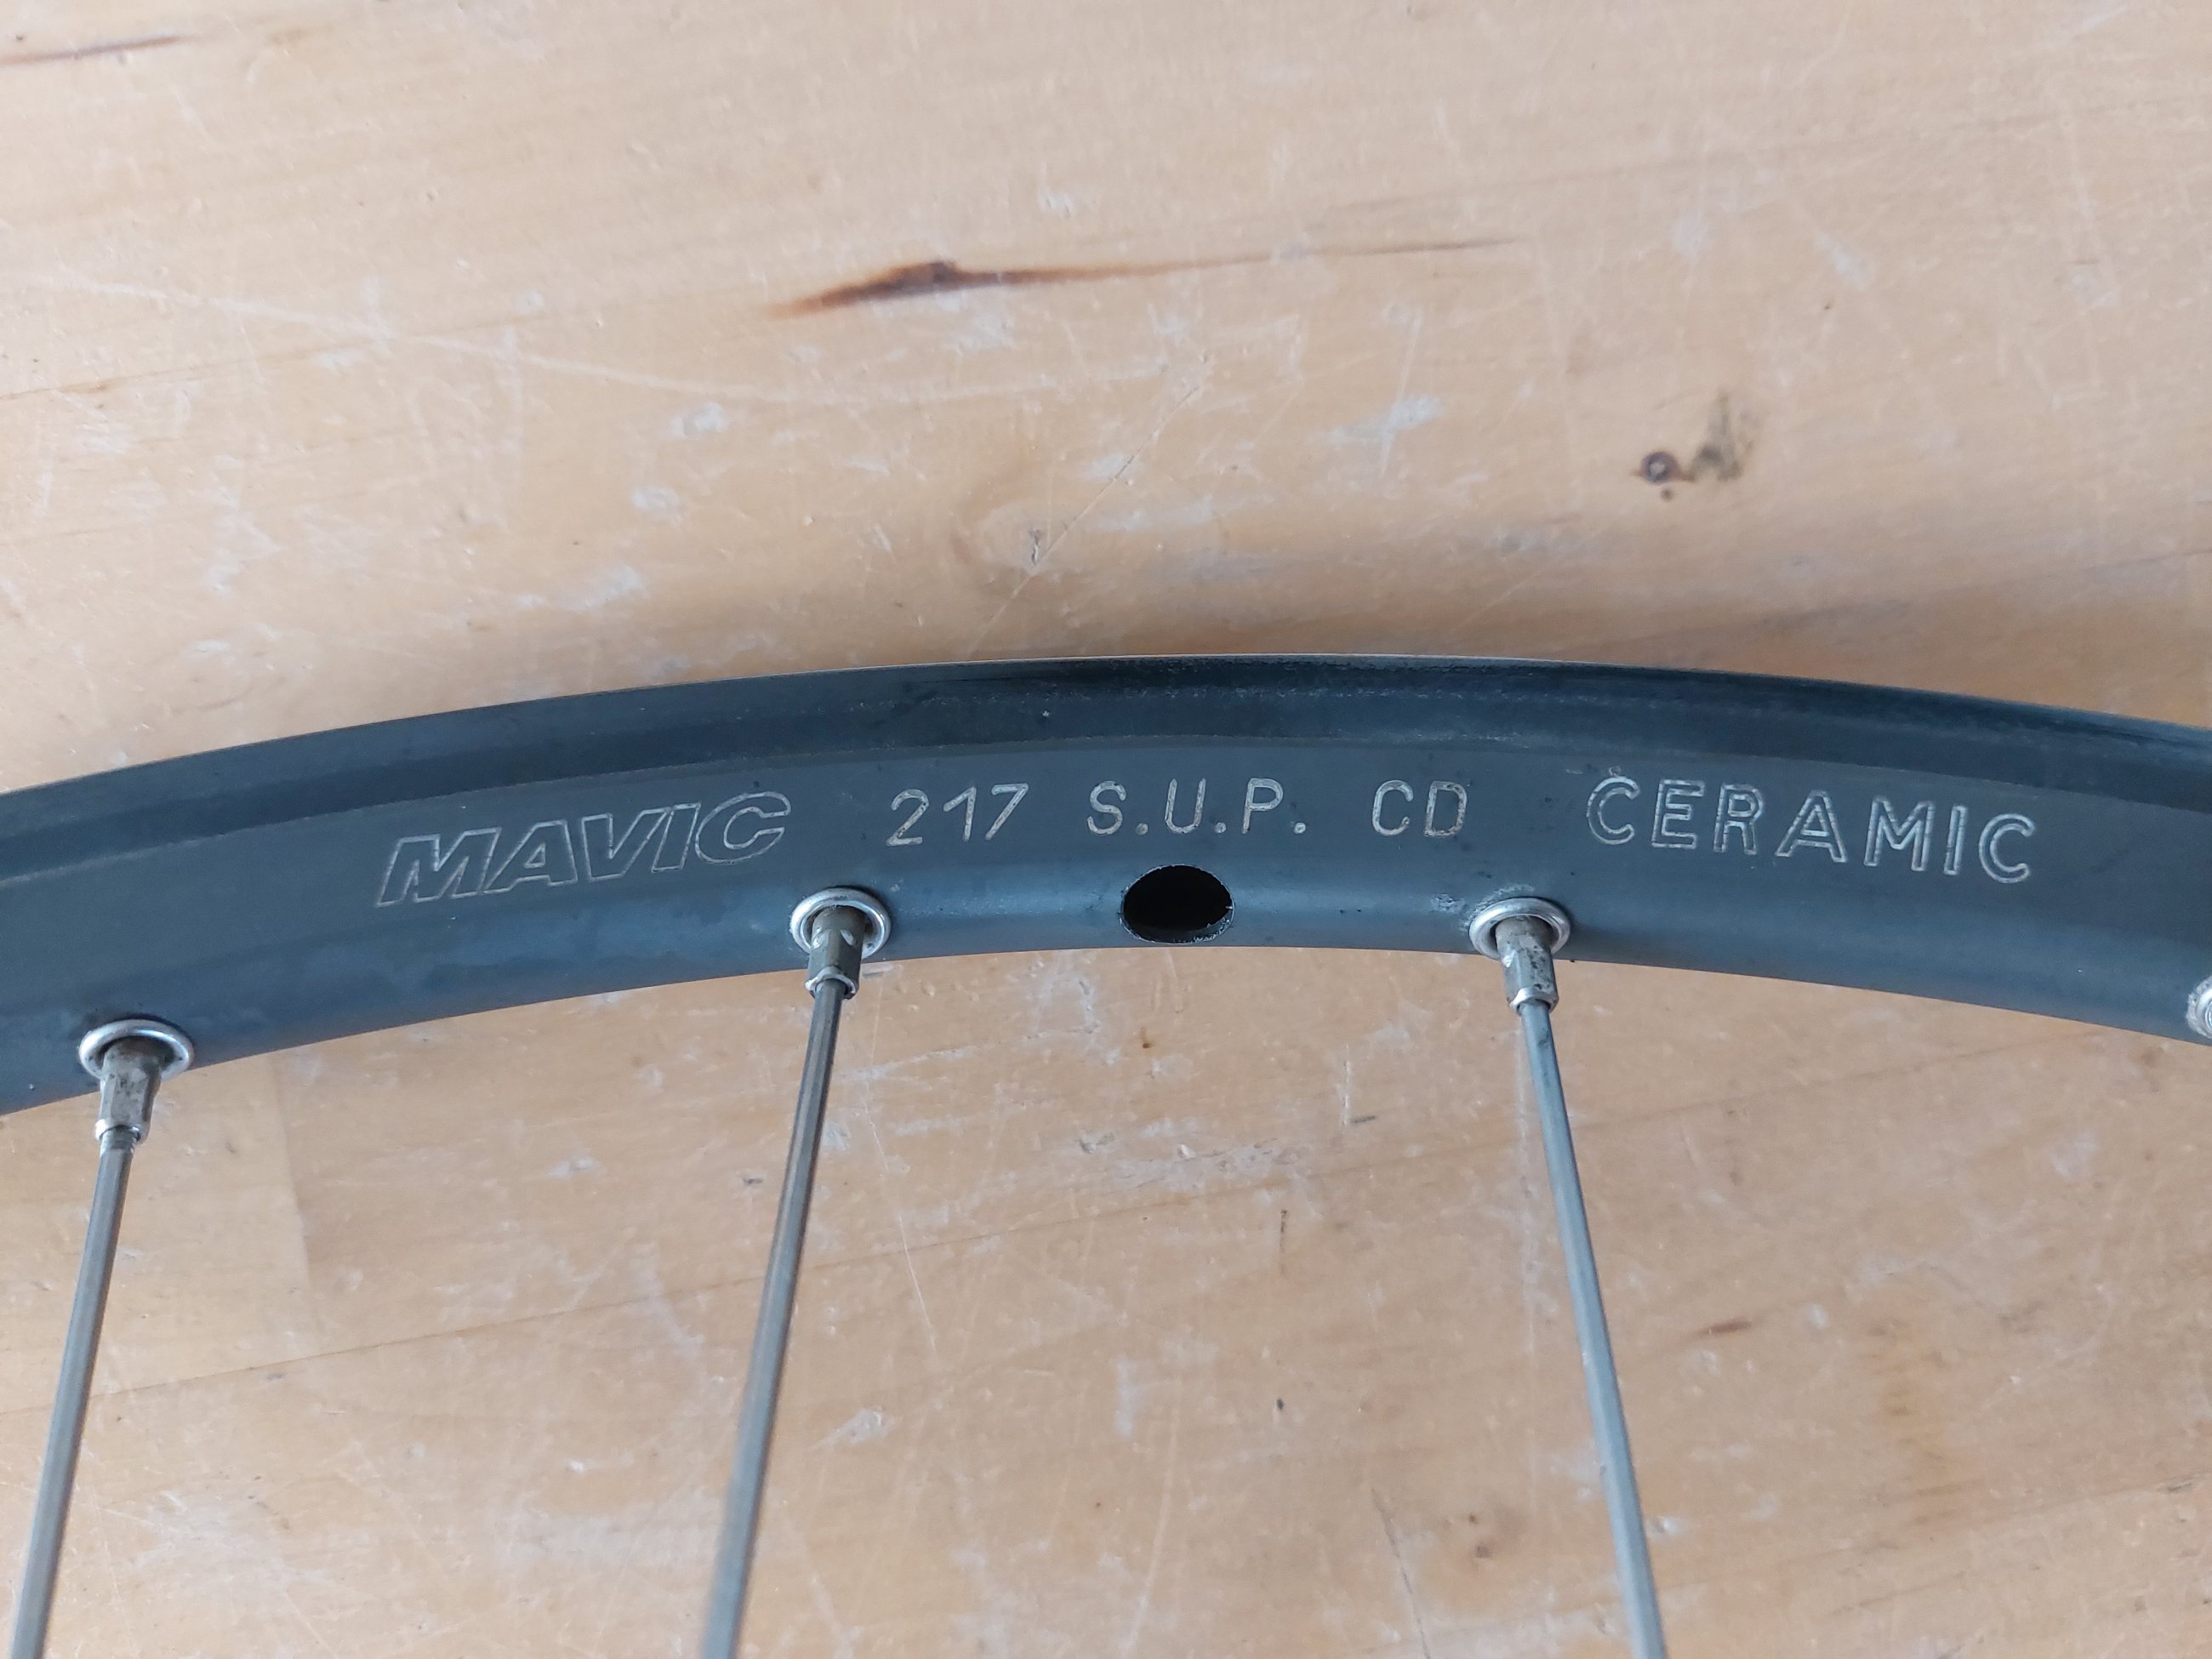 MAVIC 217 S.U.P. CD CERAMIC